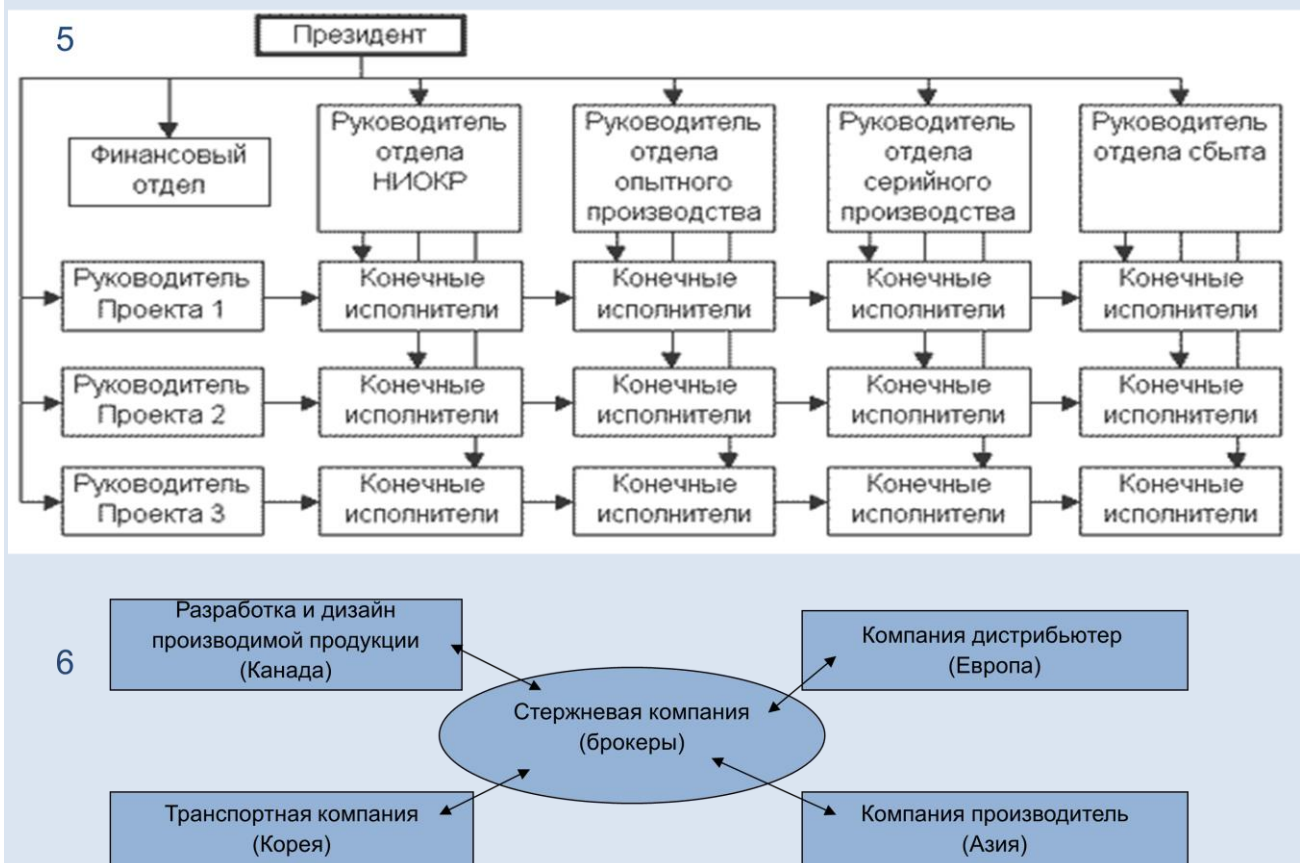 5
Президент
Финансовый
отдел
Руководитель
отдела
НИОКР
Руководитель
отдела
опытного
производства
Руководитель
отдела
серийного
производства
Руководитель
отдела сбыта
Руководитель
Проекта 1
Конечные
исполнители
Конечные
исполнители
Конечные
исполнители
Конечные
исполнители
Руководитель
Проекта 2
Конечные
исполнители
Конечные
исполнители
Конечные
исполнители
Конечные
исполнители
Руководитель
Проекта 3
Конечные
исполнители
Конечные
исполнители
Конечные
исполнители
Конечные
исполнители
6
Разработка и дизайн
производимой продукции
(Канада)
Компания дистрибьютер
(Европа)
Стержневая компания
(брокеры)
Транспортная компания
(Корея)
Компания производитель
(Азия)